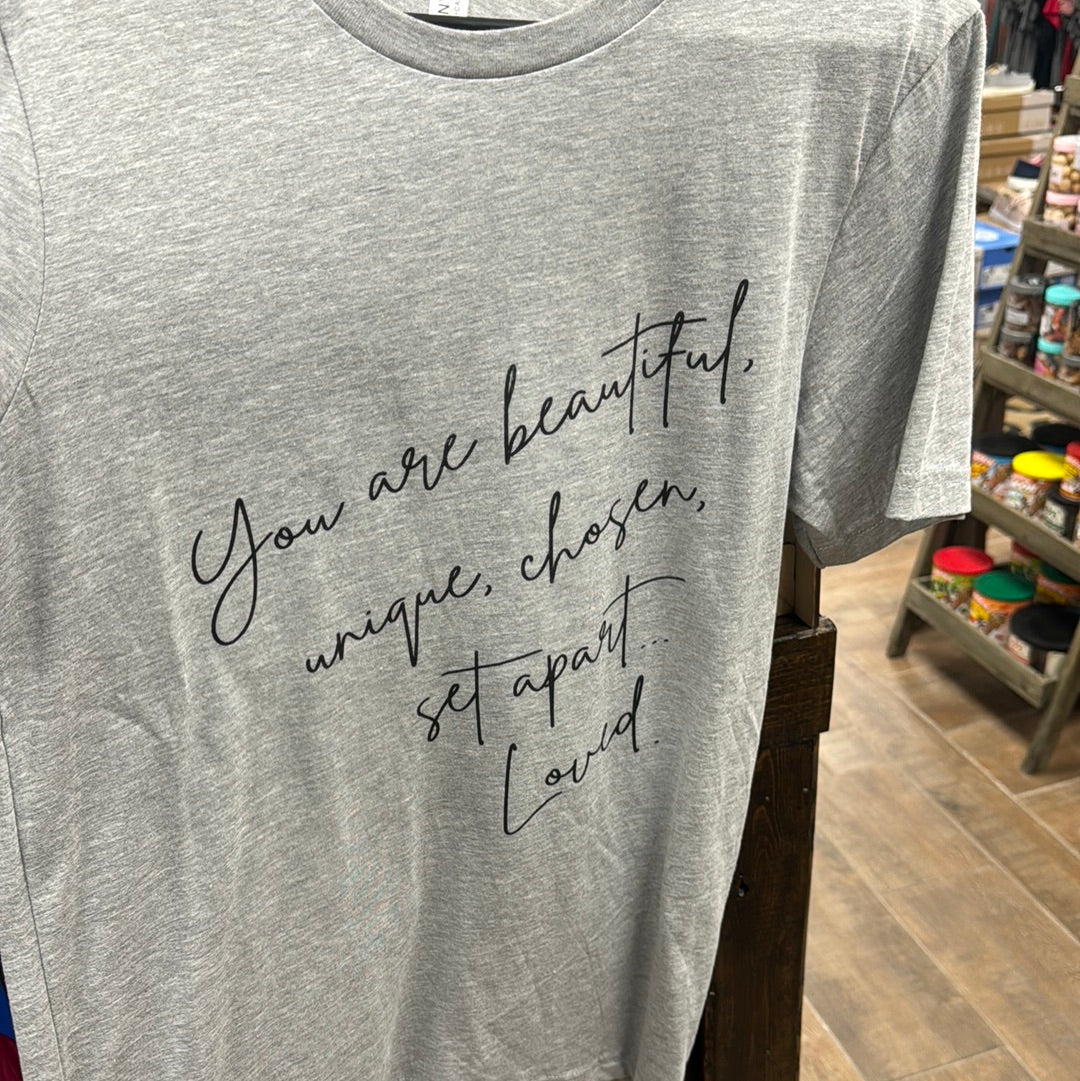 You are beautiful,
unique, chosen,
set apart...
Loved.